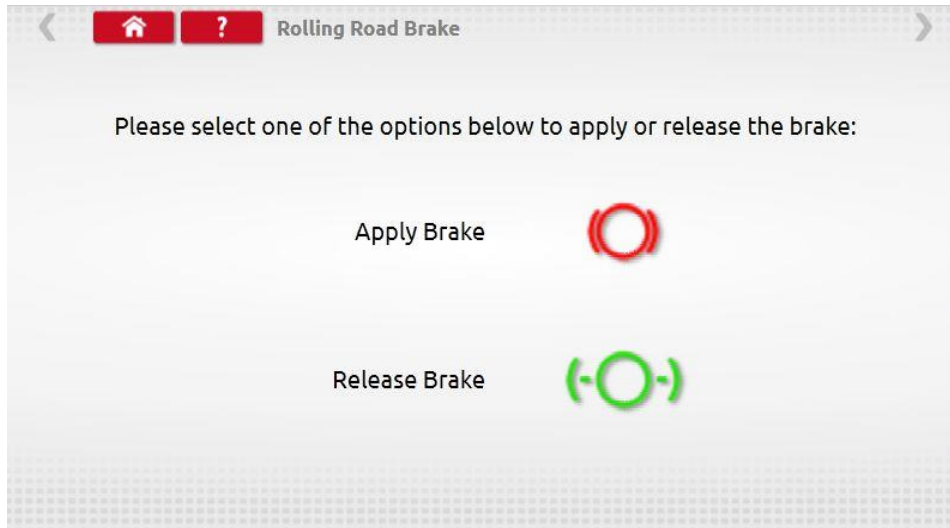 ? Rolling Road Brake
Please select one of the options below to apply or release the brake:
Apply Brake
Release Brake